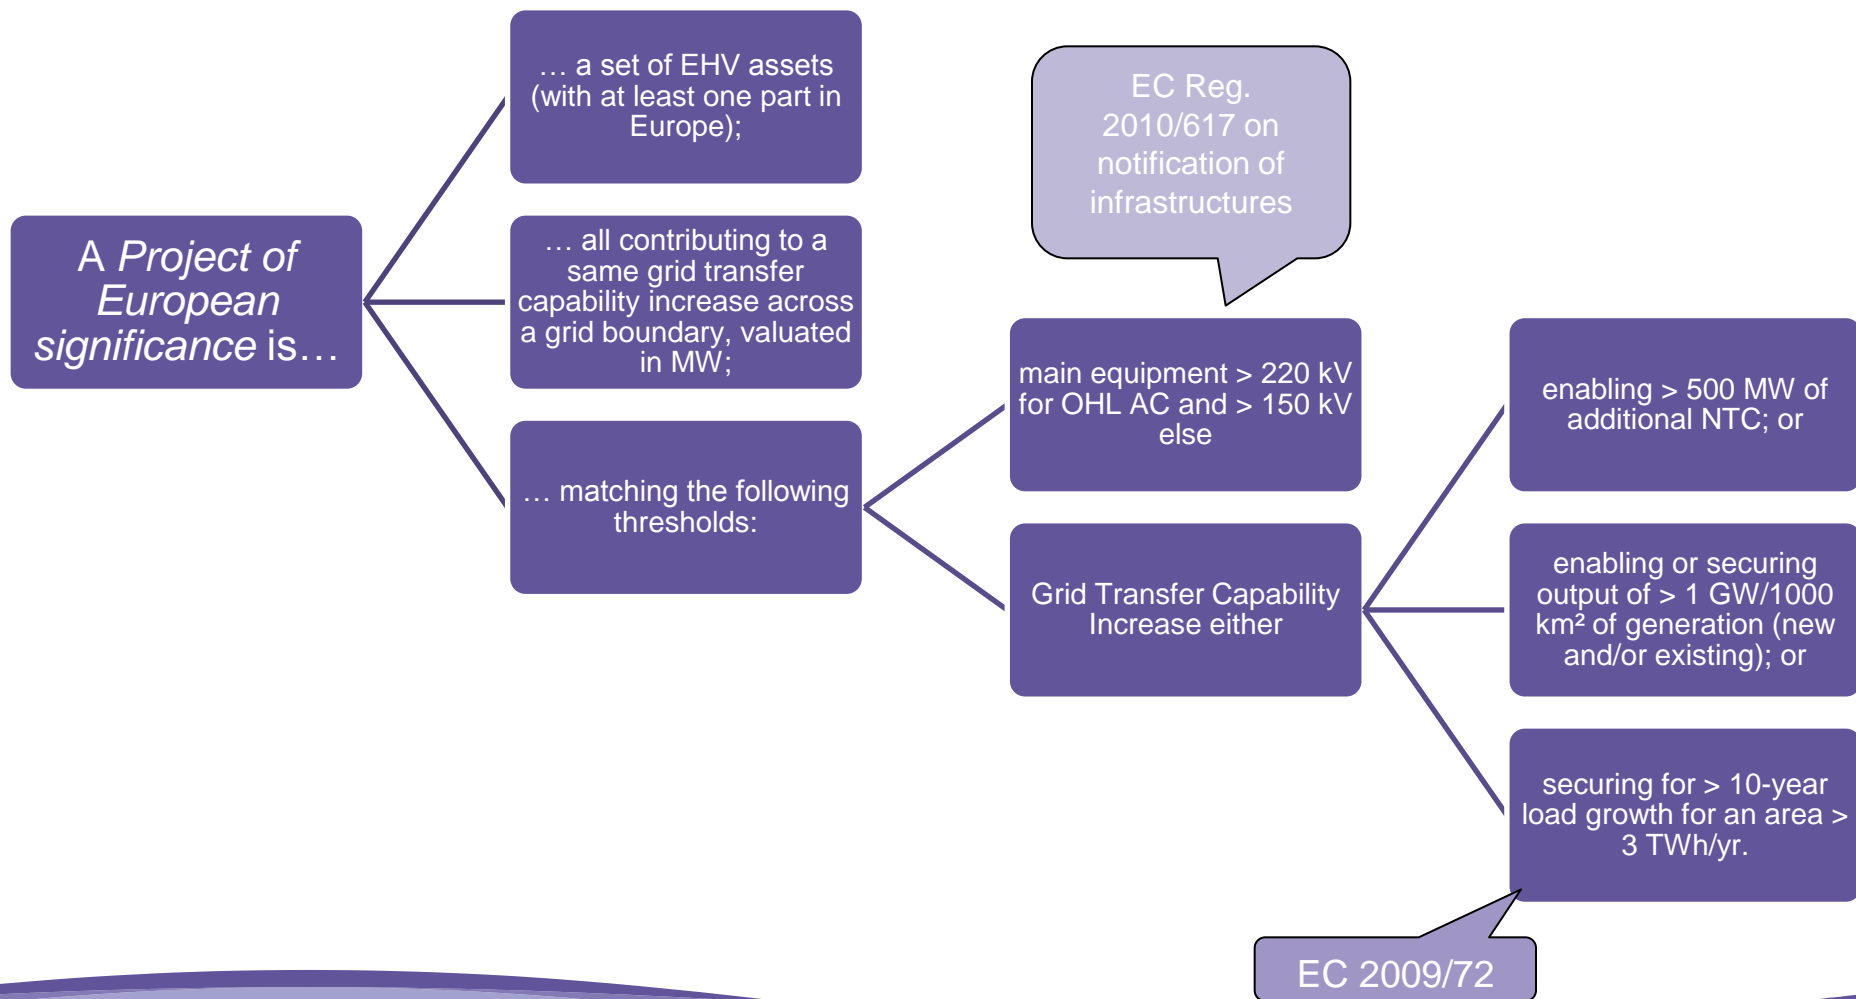 A Project of
European
significance is…
… a set of EHV assets
(with at least one part in
Europe);
… all contributing to a
same grid transfer
capability increase across
a grid boundary, valuated
in MW;
… matching the following
thresholds:
EC Reg.
2010/617 on
notification of
infrastructures
main equipment > 220 kV
for OHL AC and > 150 kV
else
Grid Transfer Capability
Increase either
enabling > 500 MW of
additional NTC; or
enabling or securing
output of > 1 GW/1000
km² of generation (new
and/or existing); or
securing for > 10-year
load growth for an area >
3 TWh/yr.
EC 2009/72